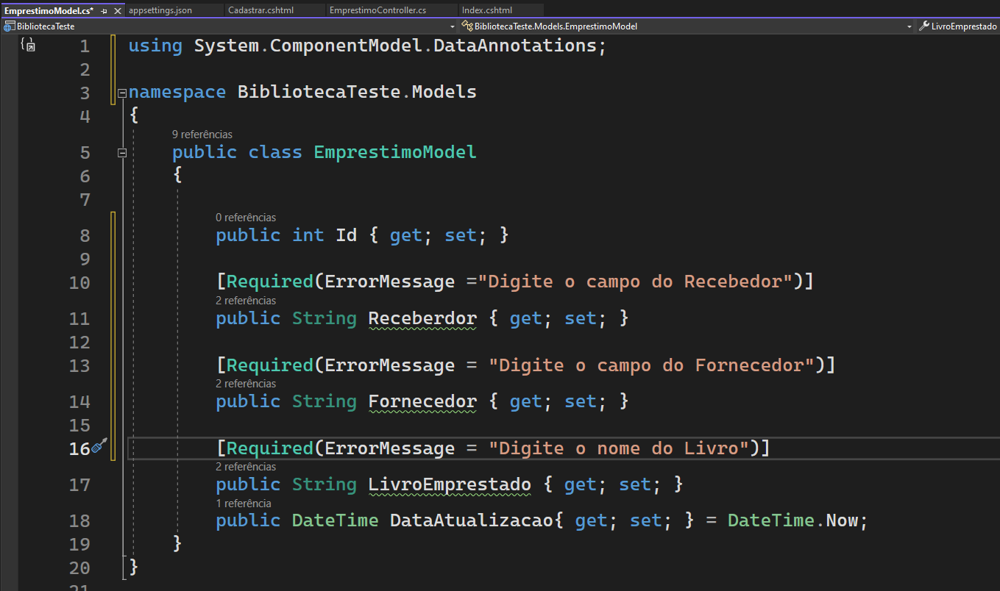 EmprestimoModel.cs* appsettings.json Cadastrar.cshtml EmprestimoController.cs Index.cshtml
BibliotecaTeste BibliotecaTeste.Models.EmprestimoModel LivroEmprestado
1 using System.ComponentModel.DataAnnotations;
2
3 namespace BibliotecaTeste.Models
4 {
9 referências
5 public class EmprestimoModel
6 {
7
0 referências
8 public int Id { get; set; }
9
10 [Required(ErrorMessage ="Digite o campo do Recebedor")]
2 referências
11 public String Receberdor { get; set; }
12
13 [Required(ErrorMessage = "Digite o campo do Fornecedor")]
2 referências
14 public String Fornecedor { get; set; }
15
16 [Required(ErrorMessage = "Digite o nome do Livro")]
2 referências
17 public String LivroEmprestado { get; set; }
1 referência
18 public DateTime DataAtualizacao{ get; set; } = DateTime.Now;
19 }
20 }
21